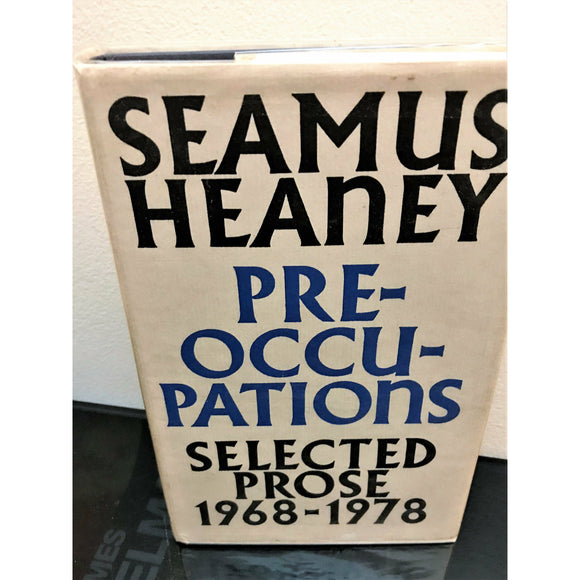 SEAMUS
HEANEY
PRE-
OCCU-
PATIONS
SELECTED
PROSE
1968-1978